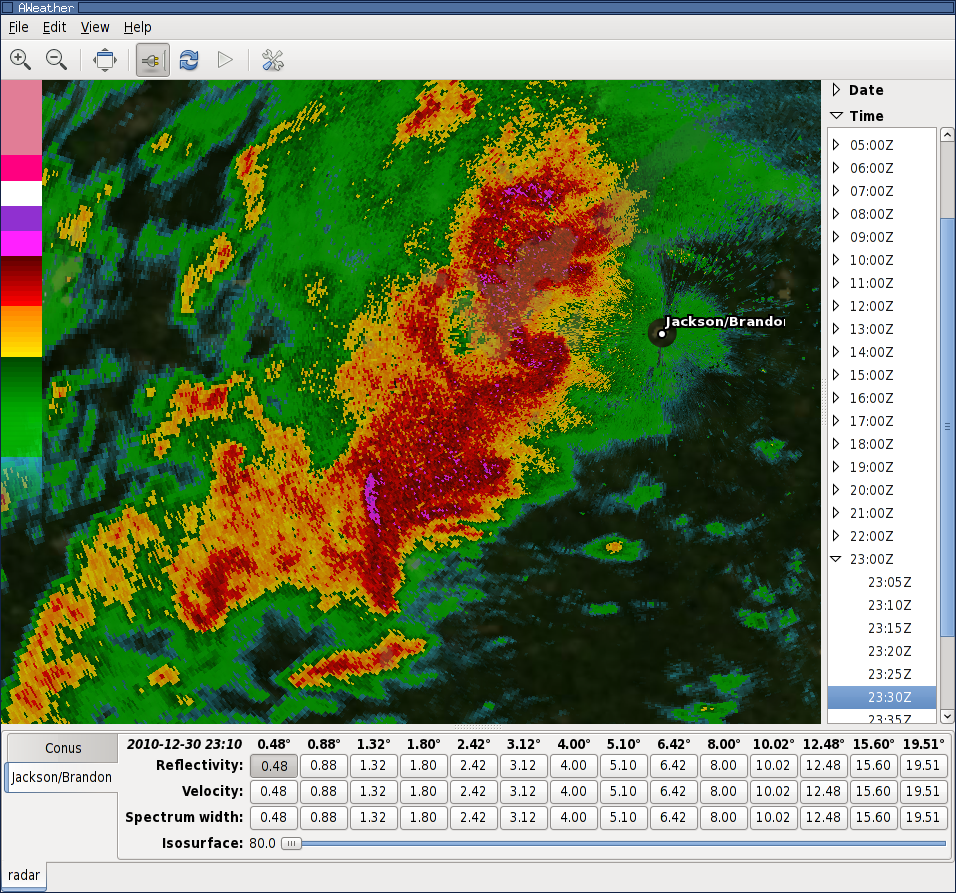 AWeather
File Edit View Help
Date
Time
05:00Z
06:00Z
07:00Z
08:00Z
09:00Z
10:00Z
11:00Z
12:00Z
13:00Z
14:00Z
15:00Z
16:00Z
17:00Z
18:00Z
19:00Z
20:00Z
21:00Z
22:00Z
23:00Z
23:05Z
23:10Z
23:15Z
23:20Z
23:25Z
23:30Z
23:35Z
Jackson/Brando
Conus
Jackson/Brandon
2010-12-30 23:10 0.48° 0.88° 1.32° 1.80° 2.42° 3.12° 4.00° 5.10° 6.42° 8.00° 10.02° 12.48° 15.60° 19.51°
Reflectivity: 0.48 0.88 1.32 1.80 2.42 3.12 4.00 5.10 6.42 8.00 10.02 12.48 15.60 19.51
Velocity: 0.48 0.88 1.32 1.80 2.42 3.12 4.00 5.10 6.42 8.00 10.02 12.48 15.60 19.51
Spectrum width: 0.48 0.88 1.32 1.80 2.42 3.12 4.00 5.10 6.42 8.00 10.02 12.48 15.60 19.51
Isosurface: 80.0
radar